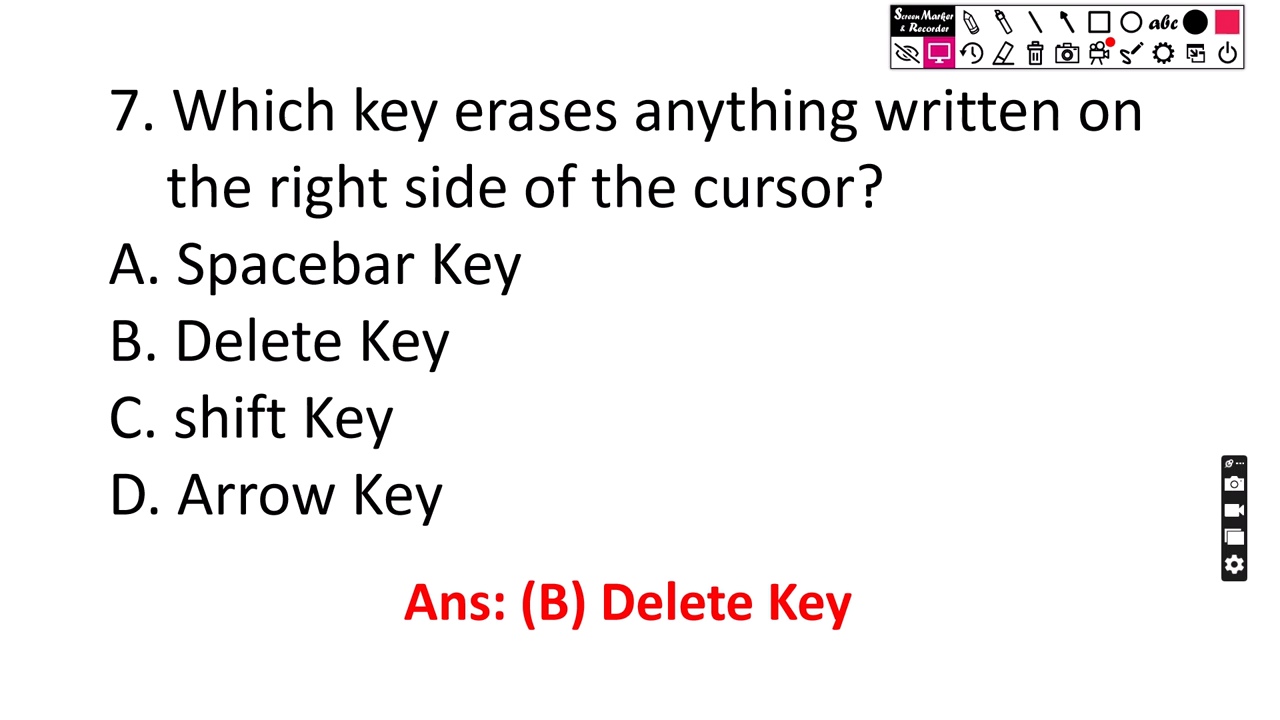 Screen Marker
& Recorder
abc
7. Which key erases anything written on
the right side of the cursor?
A. Spacebar Key
B. Delete Key
C. shift Key
D. Arrow Key
Ans: (B) Delete Key